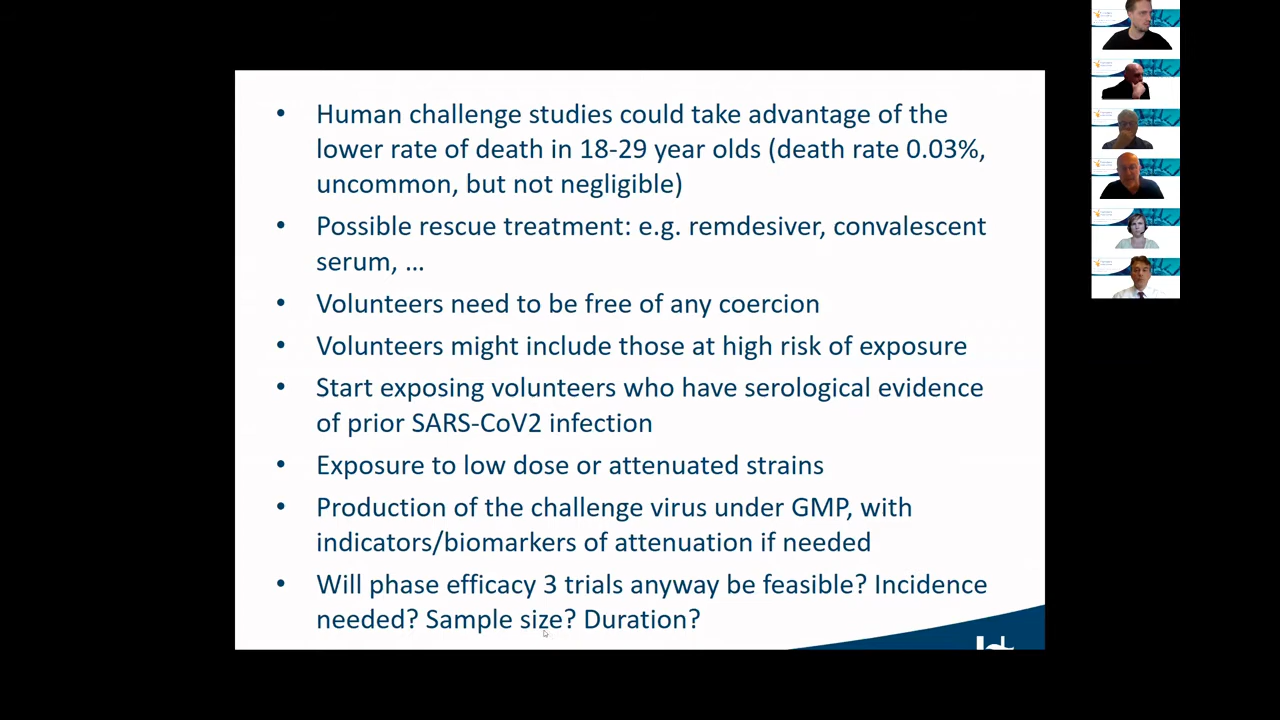 • Human challenge studies could take advantage of the
lower rate of death in 18-29 year olds (death rate 0.03%,
uncommon, but not negligible)
• Possible rescue treatment: e.g. remdesiver, convalescent
serum, ...
• Volunteers need to be free of any coercion
• Volunteers might include those at high risk of exposure
• Start exposing volunteers who have serological evidence
of prior SARS-CoV2 infection
• Exposure to low dose or attenuated strains
• Production of the challenge virus under GMP, with
indicators/biomarkers of attenuation if needed
• Will phase efficacy 3 trials anyway be feasible? Incidence
needed? Sample size? Duration?